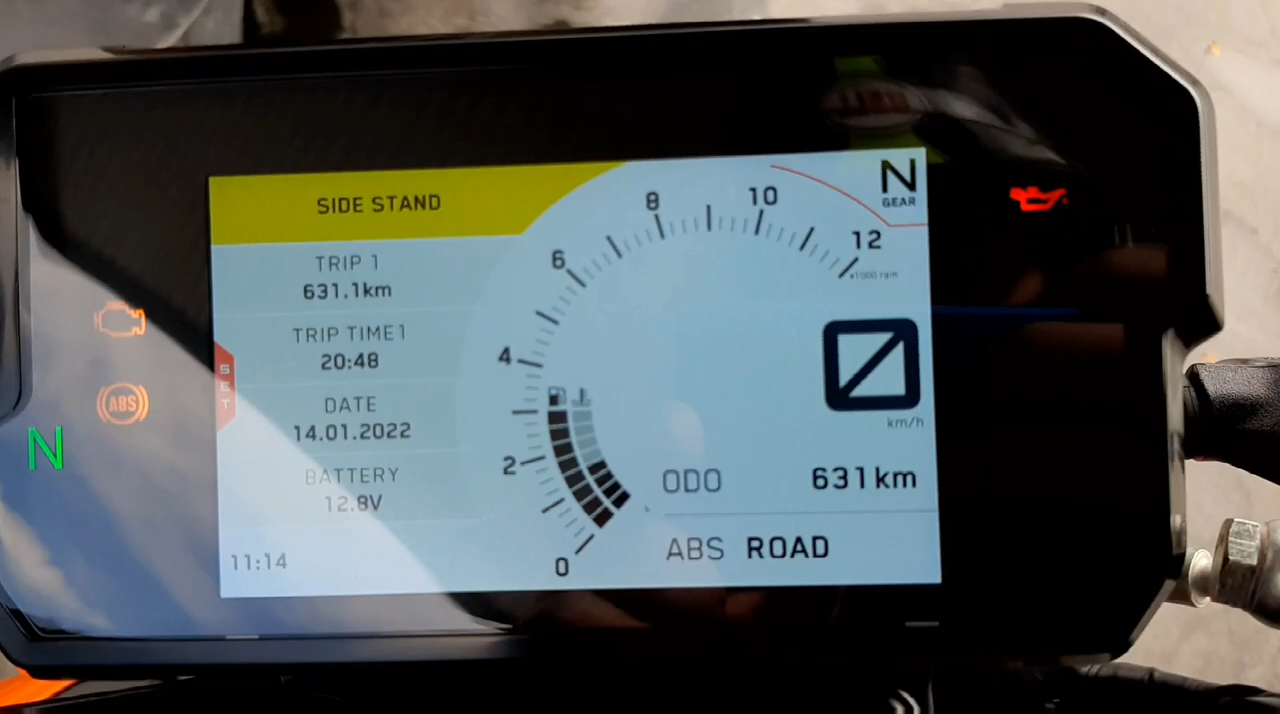 SIDE STAND
N
GEAR
TRIP 1
631.1km
TRIP TIME1
20:48
DATE
14.01.2022
BATTERY
12.8V
11:14
SET
ABS
N
0
2
4
6
8
10
12
x1000 rpm
km/h
ODO 631km
ABS ROAD